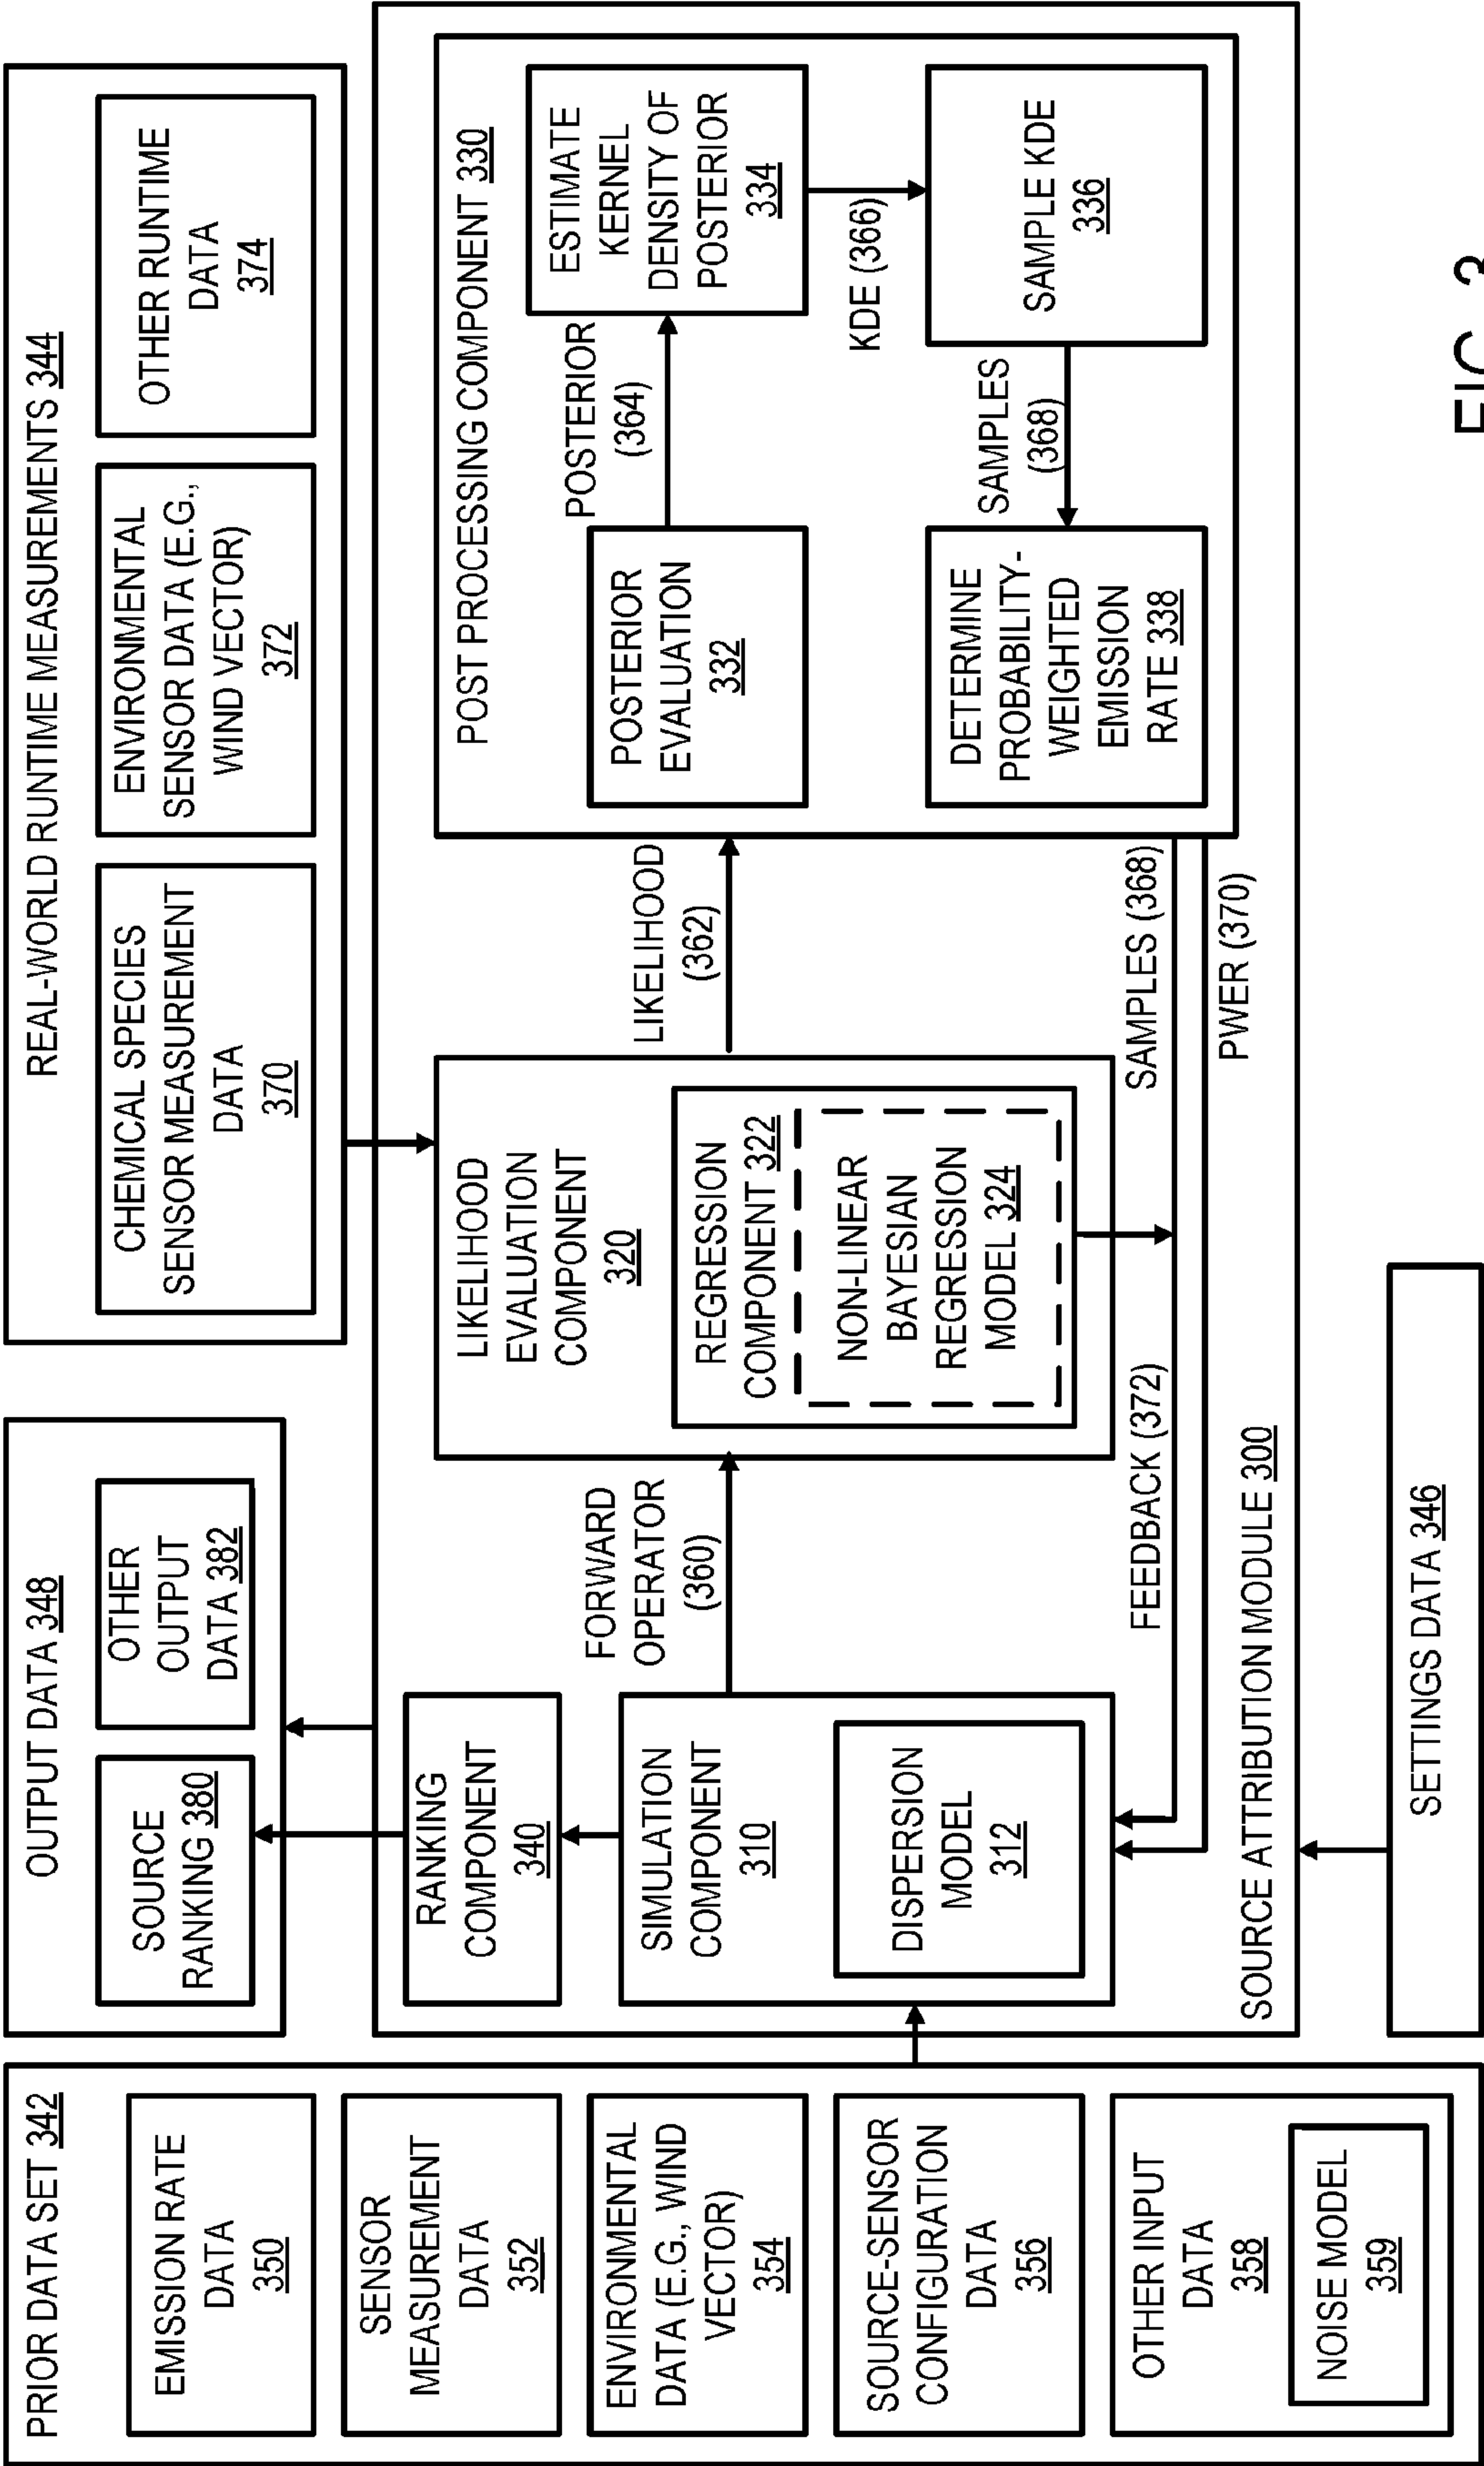 PRIOR DATA SET 342
EMISSION RATE
DATA
350
SENSOR
MEASUREMENT
DATA
352
ENVIRONMENTAL
DATA (E.G., WIND
VECTOR)
354
SOURCE-SENSOR
CONFIGURATION
DATA
356
OTHER INPUT
DATA
358
NOISE MODEL
359
OUTPUT DATA 348
SOURCE
RANKING 380
OTHER
OUTPUT
DATA 382
REAL-WORLD RUNTIME MEASUREMENTS 344
CHEMICAL SPECIES
SENSOR MEASUREMENT
DATA
370
ENVIRONMENTAL
SENSOR DATA (E.G.,
WIND VECTOR)
372
OTHER RUNTIME
DATA
374
RANKING
COMPONENT
340
SIMULATION
COMPONENT
310
DISPERSION
MODEL
312
FORWARD
OPERATOR
(360)
LIKELIHOOD
EVALUATION
COMPONENT
320
REGRESSION
COMPONENT 322
NON-LINEAR
BAYESIAN
REGRESSION
MODEL 324
LIKELIHOOD
(362)
POST PROCESSING COMPONENT 330
POSTERIOR
EVALUATION
332
POSTERIOR
(364)
ESTIMATE
KERNEL
DENSITY OF
POSTERIOR
334
KDE (366)
SAMPLE KDE
336
SAMPLES
(368)
DETERMINE
PROBABILITY-
WEIGHTED
EMISSION
RATE 338
FEEDBACK (372)
SAMPLES (368)
PWER (370)
SOURCE ATTRIBUTION MODULE 300
SETTINGS DATA 346
FIG. 3